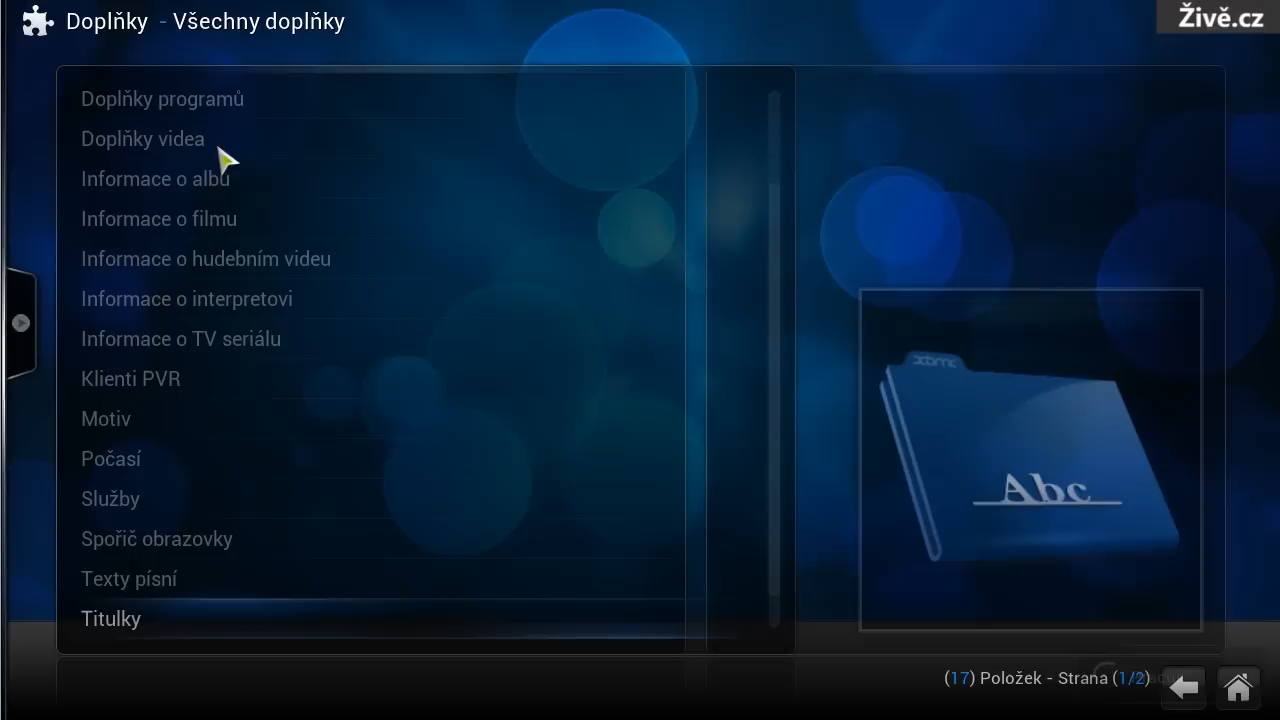 Doplňky - Všechny doplňky
Živě.cz
Doplňky programů
Doplňky videa
Informace o albu
Informace o filmu
Informace o hudebním videu
Informace o interpretovi
Informace o TV seriálu
Klienti PVR
Motiv
Počasí
Služby
Spořič obrazovky
Texty písní
Titulky
xbmc
Abc
(17) Položek - Strana (1/2)